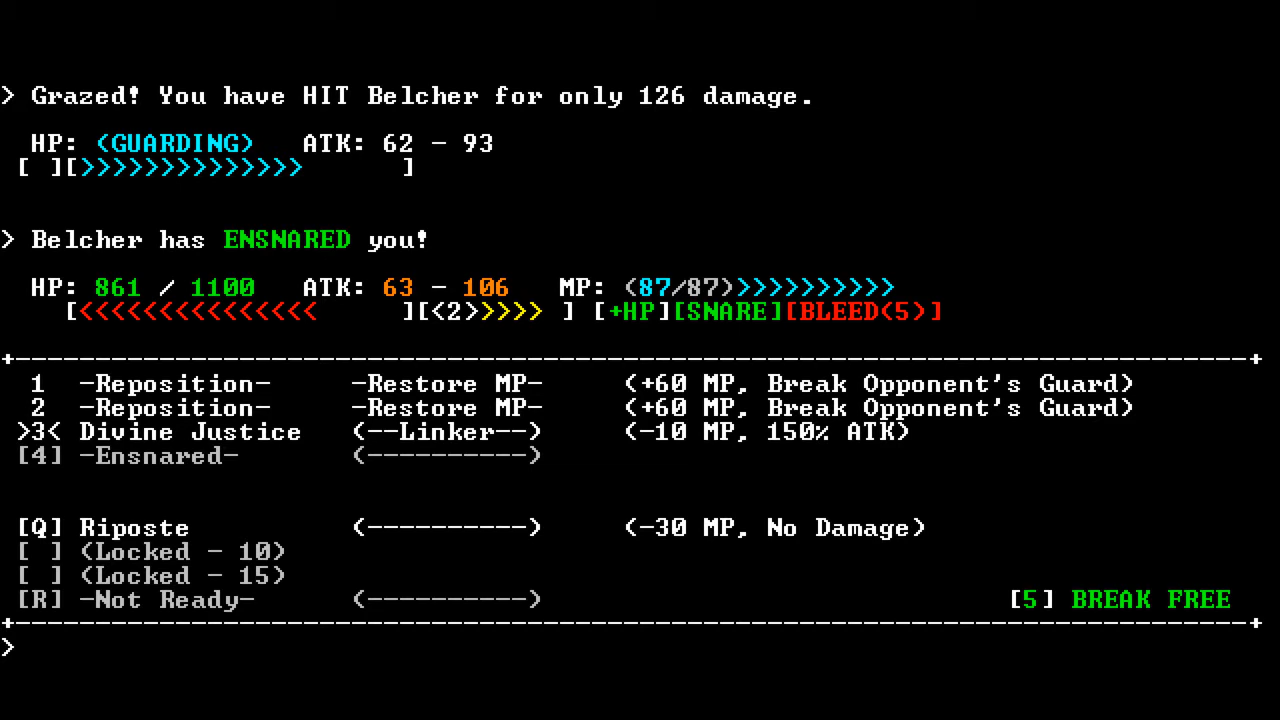 > Grazed! You have HIT Belcher for only 126 damage.
HP: (GUARDING) ATK: 62 - 93
[ ][>>>>>>>>>>>>>> ]
> Belcher has ENSNARED you!
HP: 861 / 1100 ATK: 63 - 106 MP: (87/87)>>>>>>>>>>
[<<<<<<<<<<<<<<< ][<2>>>>> ] [+HP][SNARE][BLEED(5)]
+------------------------------------------------------------------------------+
1 -Reposition- -Restore MP- (+60 MP, Break Opponent's Guard)
2 -Reposition- -Restore MP- (+60 MP, Break Opponent's Guard)
>3< Divine Justice (--Linker--) (-10 MP, 150% ATK)
[4] -Ensnared- (----------)
[Q] Riposte (----------) (-30 MP, No Damage)
[ ] (Locked - 10)
[ ] (Locked - 15)
[R] -Not Ready- (----------) [5] BREAK FREE
+------------------------------------------------------------------------------+
>